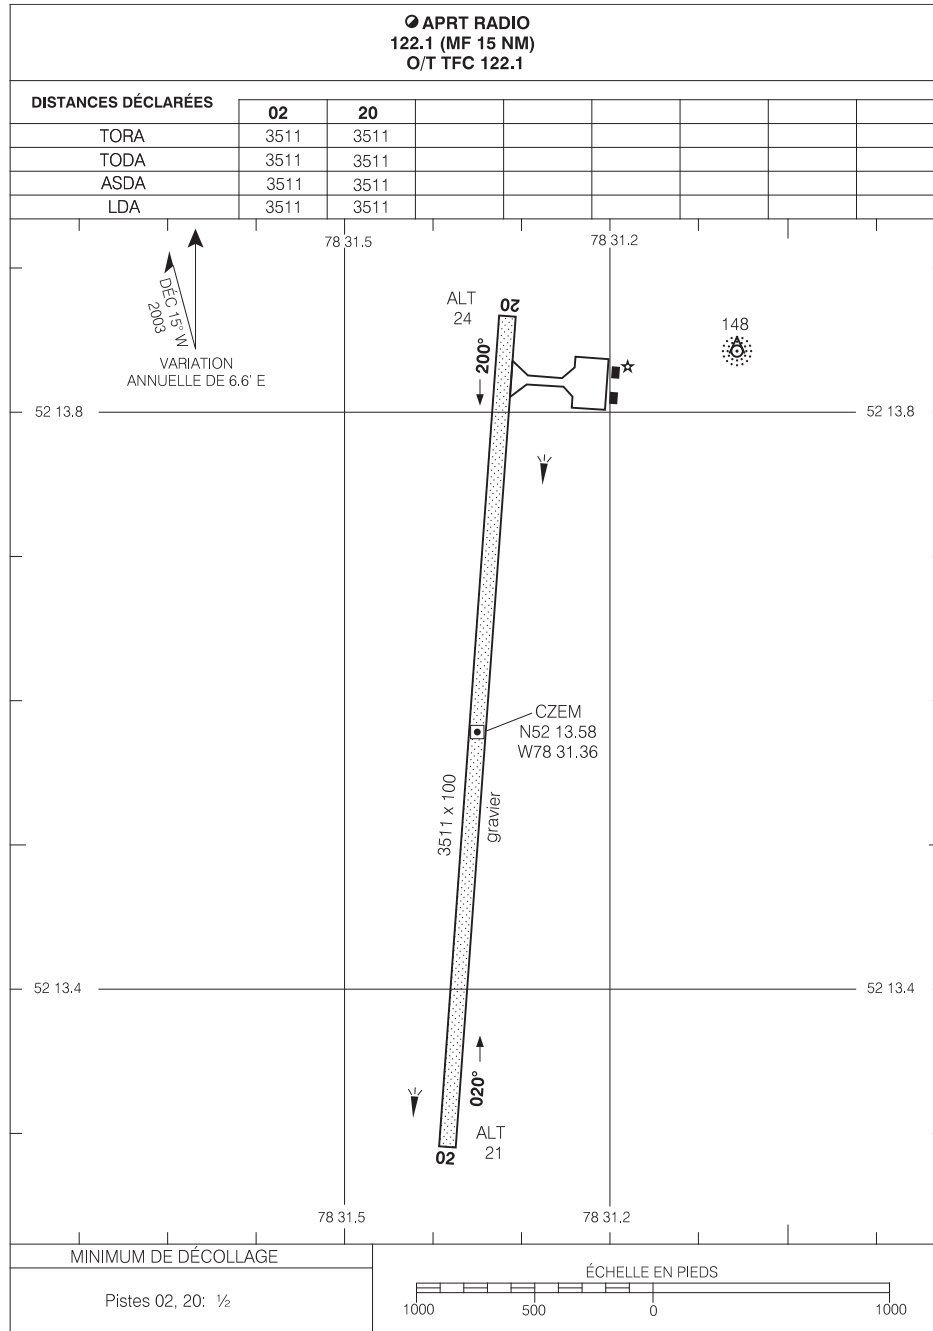 APRT RADIO
122.1 (MF 15 NM)
O/T TFC 122.1
DISTANCES DÉCLARÉES 02 20
TORA 3511 3511
TODA 3511 3511
ASDA 3511 3511
LDA 3511 3511
78 31.5 78 31.2
DÉC 15° W
2003
VARIATION
ANNUELLE DE 6.6' E
ALT
24
20
200°
148
52 13.8 52 13.8
CZEM
N52 13.58
W78 31.36
3511 x 100
gravier
52 13.4 52 13.4
020°
ALT
21
02
78 31.5 78 31.2
MINIMUM DE DÉCOLLAGE
Pistes 02, 20: ½
ÉCHELLE EN PIEDS
1000 500 0 1000